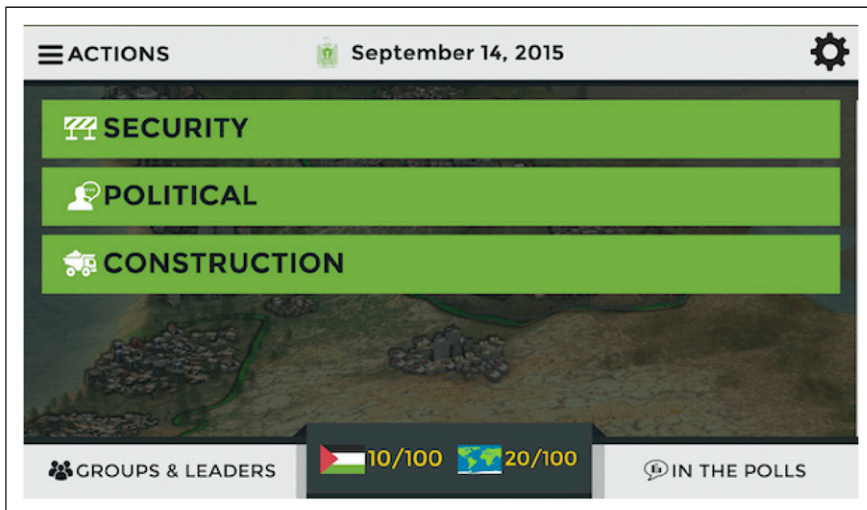 ACTIONS
September 14, 2015
SECURITY
POLITICAL
CONSTRUCTION
GROUPS & LEADERS
10/100
20/100
IN THE POLLS